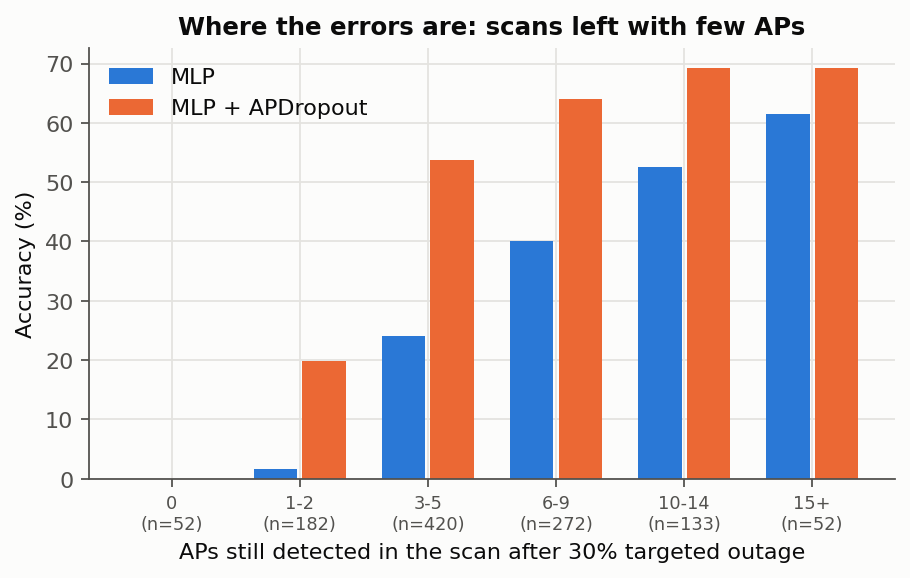 Where the errors are: scans left with few APs
MLP
MLP + APDropout
Accuracy (%)
70
60
50
40
30
20
10
0
0 1-2 3-5 6-9 10-14 15+
(n=52) (n=182) (n=420) (n=272) (n=133) (n=52)
APs still detected in the scan after 30% targeted outage